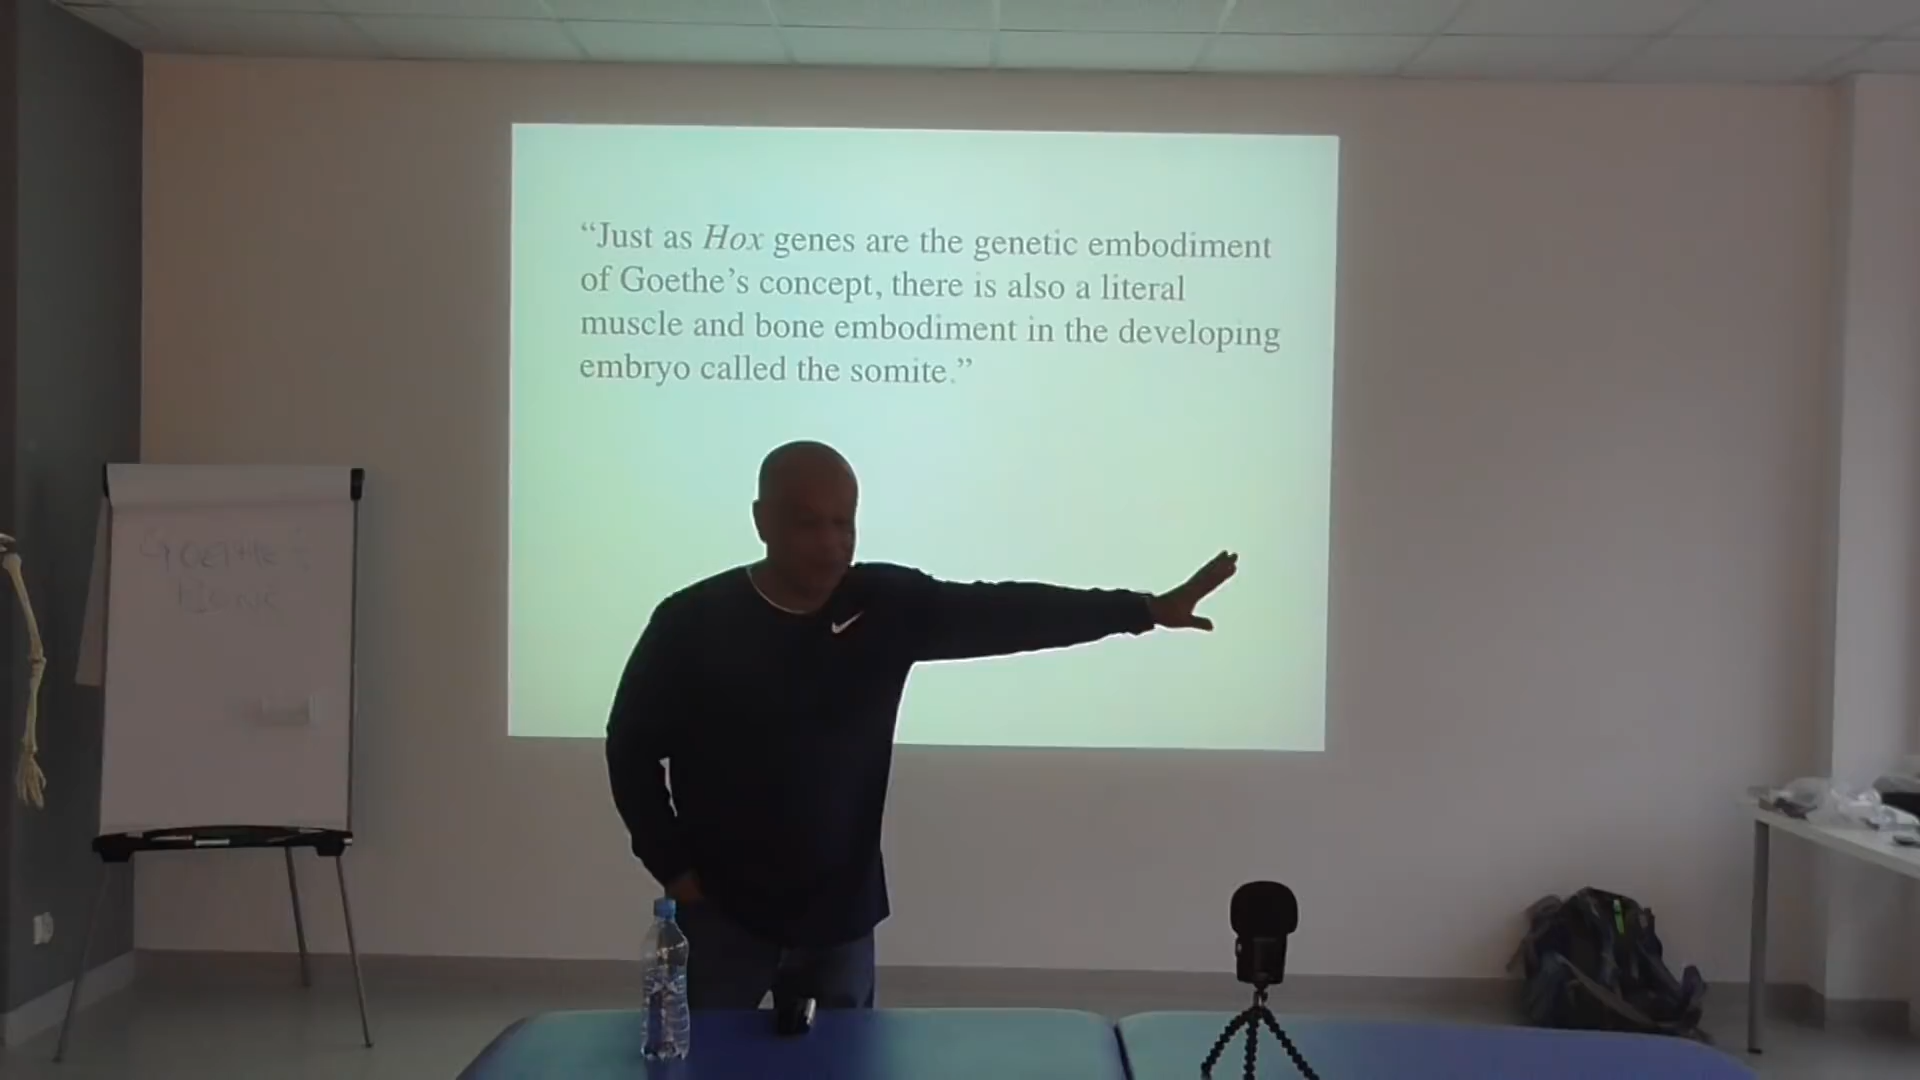 “Just as Hox genes are the genetic embodiment
of Goethe’s concept, there is also a literal
muscle and bone embodiment in the developing
embryo called the somite.”